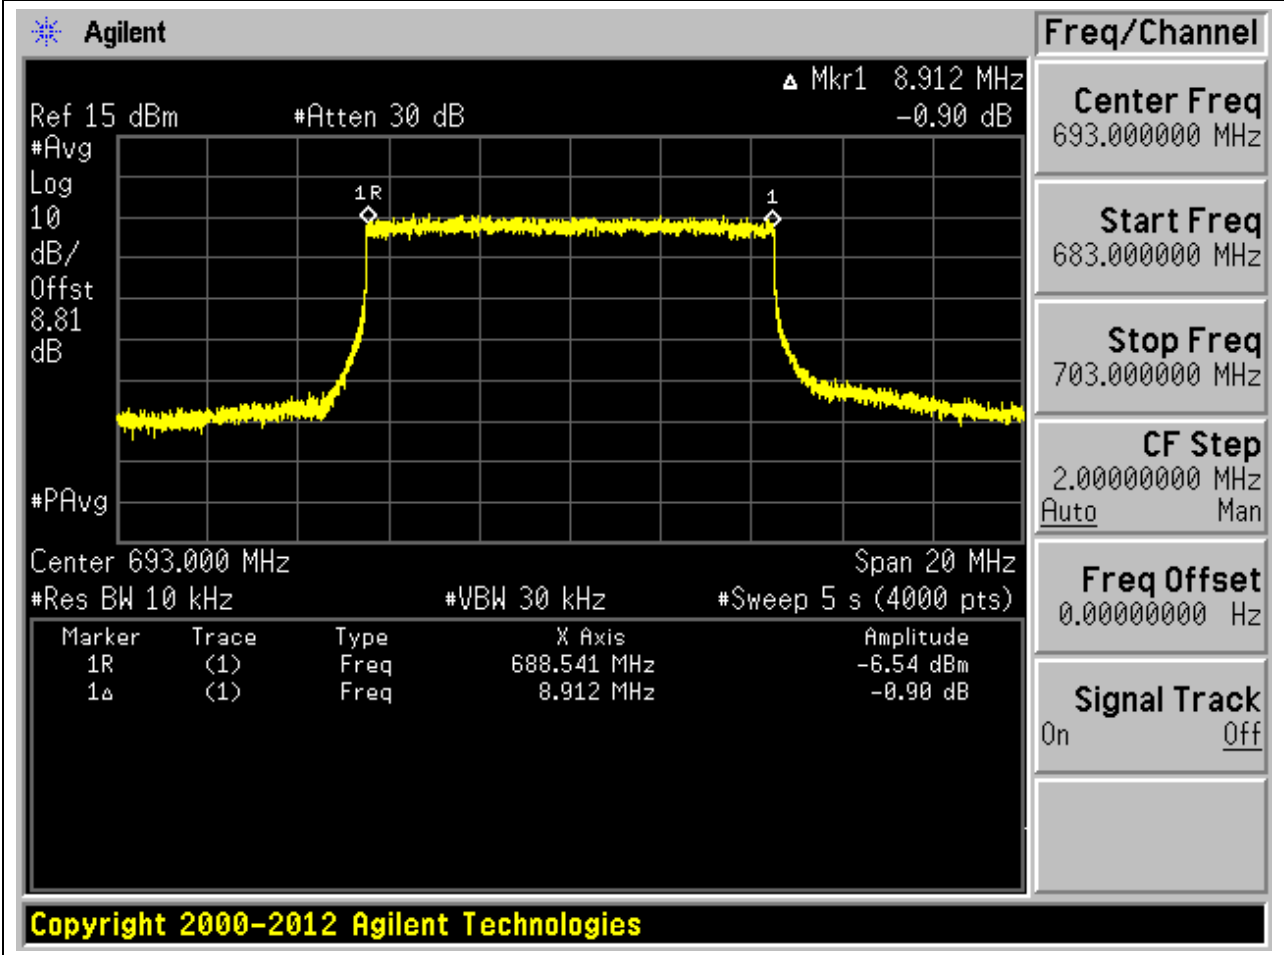 Agilent
Freq/Channel
Δ Mkr1 8.912 MHz
Ref 15 dBm #Atten 30 dB -0.90 dB
#Avg
Log
10
dB/
Offst
8.81
dB
1R
1
#PAvg
Center 693.000 MHz Span 20 MHz
#Res BW 10 kHz #VBW 30 kHz #Sweep 5 s (4000 pts)
Marker Trace Type X Axis Amplitude
1R (1) Freq 688.541 MHz -6.54 dBm
1Δ (1) Freq 8.912 MHz -0.90 dB
Center Freq
693.000000 MHz
Start Freq
683.000000 MHz
Stop Freq
703.000000 MHz
CF Step
2.00000000 MHz
Auto Man
Freq Offset
0.00000000 Hz
Signal Track
On Off
Copyright 2000-2012 Agilent Technologies